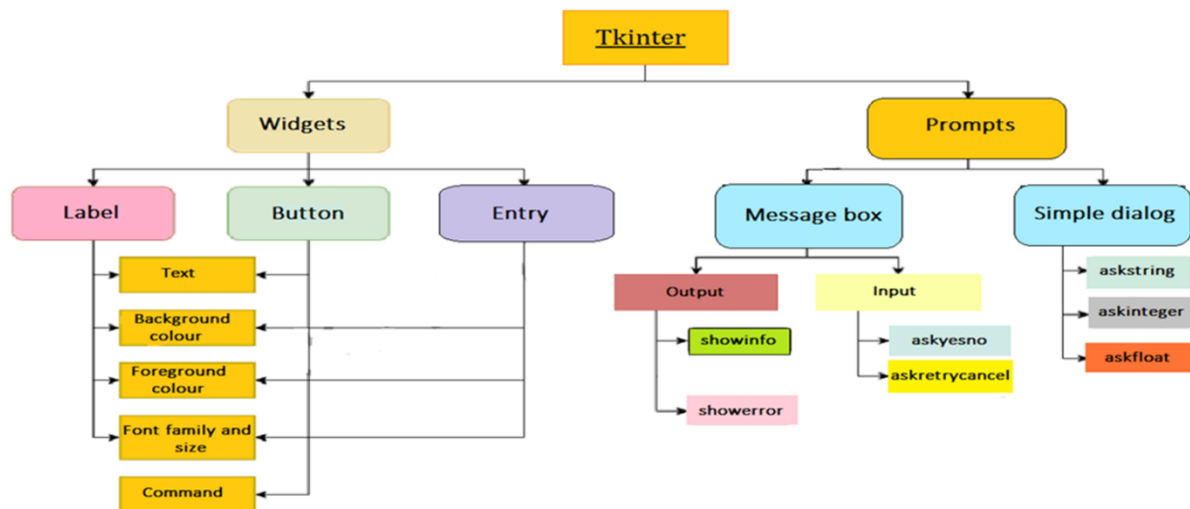 Tkinter
Widgets
Prompts
Label
Button
Entry
Message box
Simple dialog
Text
Background
colour
Foreground
colour
Font family and
size
Command
Output
Input
showinfo
showerror
askyesno
askretrycancel
askstring
askinteger
askfloat